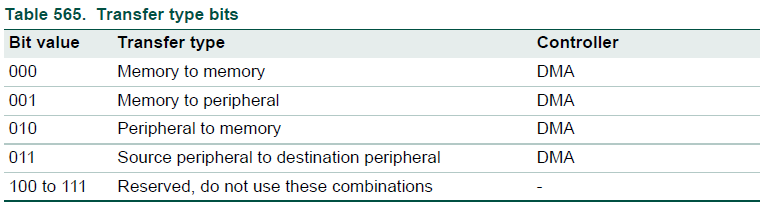 Table 565. Transfer type bits
Bit value Transfer type Controller
000 Memory to memory DMA
001 Memory to peripheral DMA
010 Peripheral to memory DMA
011 Source peripheral to destination peripheral DMA
100 to 111 Reserved, do not use these combinations -